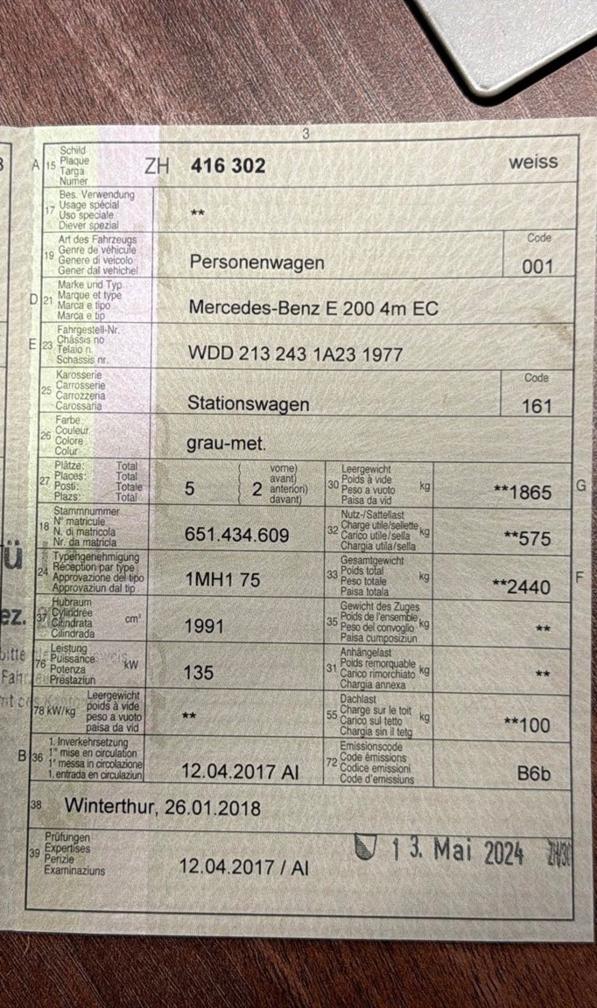 3
A 15 Schild Plaque Targa Numer ZH 416 302 weiss
17 Bes. Verwendung Usage spécial Uso speciale Diever spezial **
19 Art des Fahrzeugs Genre de véhicule Genere di veicolo Gener dal vehichel Personenwagen Code 001
D 21 Marke und Typ Marque et type Marca e tipo Marca e tip Mercedes-Benz E 200 4m EC
E 23 Fahrgestell-Nr. Châssis no Telaio n. Schassis nr. WDD 213 243 1A23 1977
25 Karosserie Carrosserie Carrozzeria Carossaria Stationswagen Code 161
26 Farbe Couleur Colore Colur grau-met.
27 Plätze: Total Places: Total Posti: Totale Plazs: Total 5 2 vorne) avant) anterion) davant) 30 Leergewicht Poids à vide Peso a vuoto Paisa da vid kg **1865 G
18 Stammnummer N° matricule N. di matricola Nr. da matricla 651.434.609 32 Nutz-/Sattellast Charge utile/sellette Carico utile/sella Chargia utila/sella kg **575
24 Typengenehmigung Réception par type Approvazione del tipo Approvaziun dal tip 1MH1 75 33 Gesamtgewicht Poids total Peso totale Paisa totala kg **2440 F
37 Hubraum Cylindrée Cilindrata Cilindrada cm³ 1991 35 Gewicht des Zuges Poids de l'ensemble Peso del convoglio Paisa cumposiziun kg **
76 Leistung Puissance Potenza Prestaziun kW 135 31 Anhängelast Poids remorquable Carico rimorchiato Chargia annexa kg **
78 kW/kg Leergewicht poids à vide peso a vuoto paisa da vid ** 55 Dachlast Charge sur le toit Carico sul tetto Chargia sin il tetg kg **100
B 36 1. Inverkehrsetzung 1re mise en circulation 1a messa in circolazione 1. entrada en circulaziun 12.04.2017 AI 72 Emissionscode Code émissions Codice emissioni Code d'emissiuns B6b
38 Winterthur, 26.01.2018
39 Prüfungen Expertises Perizie Examinaziuns 12.04.2017 / AI 13. Mai 2024